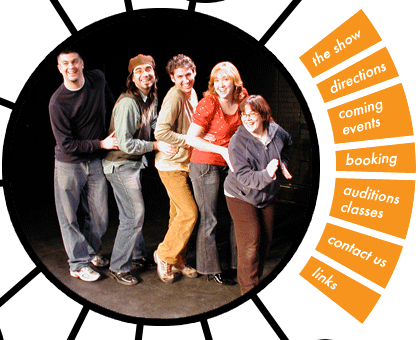 the show
directions
coming
events
booking
auditions
classes
contact us
links